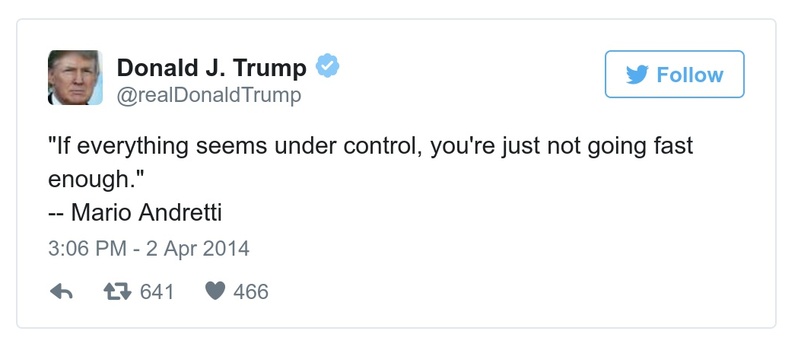 Donald J. Trump
@realDonaldTrump
Follow
"If everything seems under control, you're just not going fast
enough."
-- Mario Andretti
3:06 PM - 2 Apr 2014
641 466